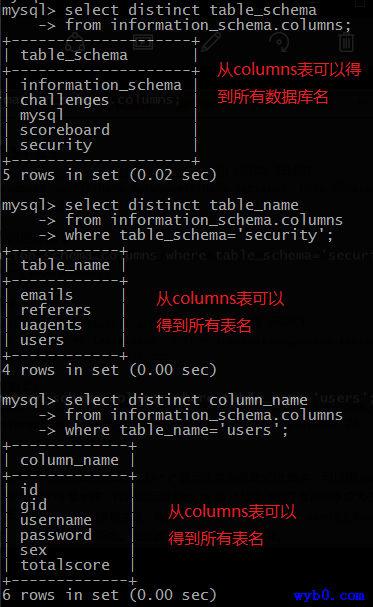 mysql> select distinct table_schema
-> from information_schema.columns;
+--------------------+
| table_schema |
+--------------------+
| information_schema |
| challenges |
| mysql |
| scoreboard |
| security |
+--------------------+
从columns表可以得
到所有数据库名
5 rows in set (0.02 sec)
mysql> select distinct table_name
-> from information_schema.columns
-> where table_schema='security';
+------------+
| table_name |
+------------+
| emails |
| referers |
| uagents |
| users |
+------------+
从columns表可以
得到所有表名
4 rows in set (0.00 sec)
mysql> select distinct column_name
-> from information_schema.columns
-> where table_name='users';
+-------------+
| column_name |
+-------------+
| id |
| gid |
| username |
| password |
| sex |
| totalscore |
+-------------+
从columns表可以
得到所有表名
6 rows in set (0.00 sec)
wyb0.com